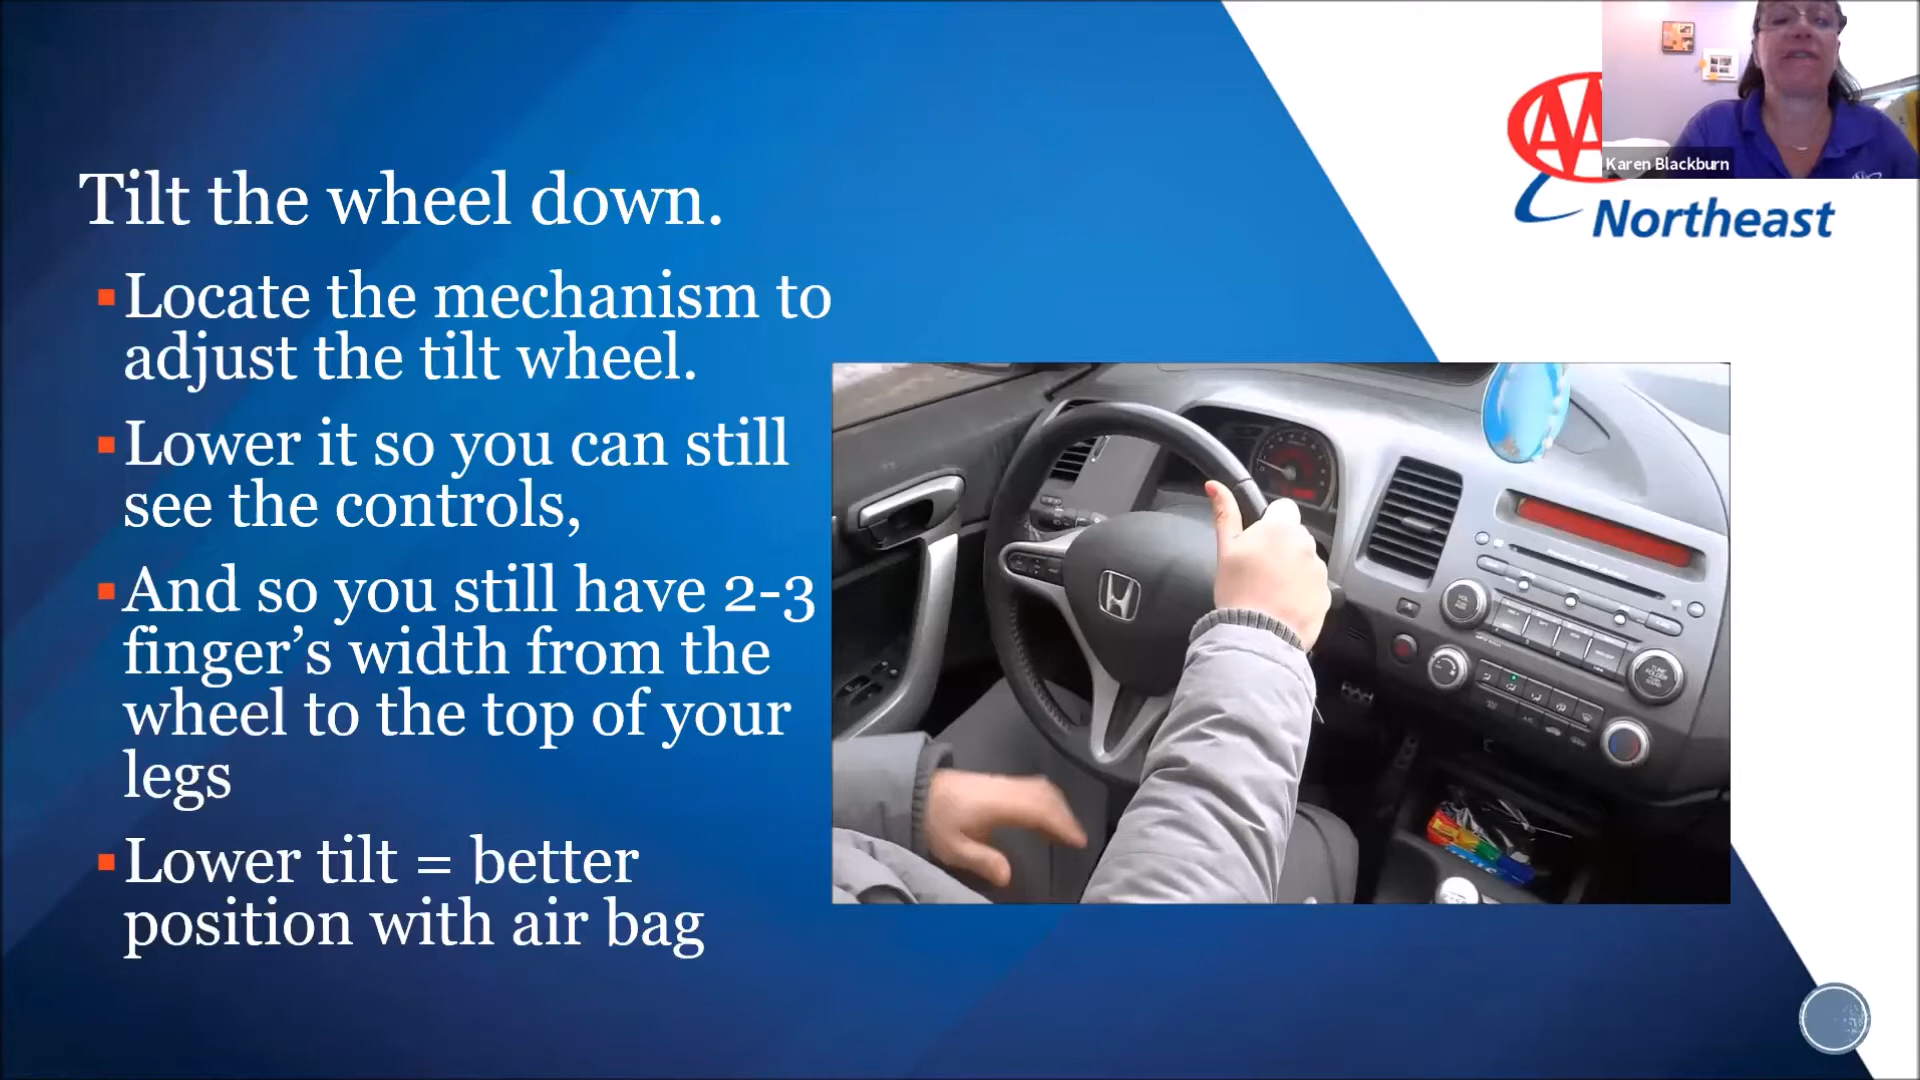 Karen Blackburn
Northeast
Tilt the wheel down.
▪Locate the mechanism to
adjust the tilt wheel.
▪Lower it so you can still
see the controls,
▪And so you still have 2-3
finger’s width from the
wheel to the top of your
legs
▪Lower tilt = better
position with air bag